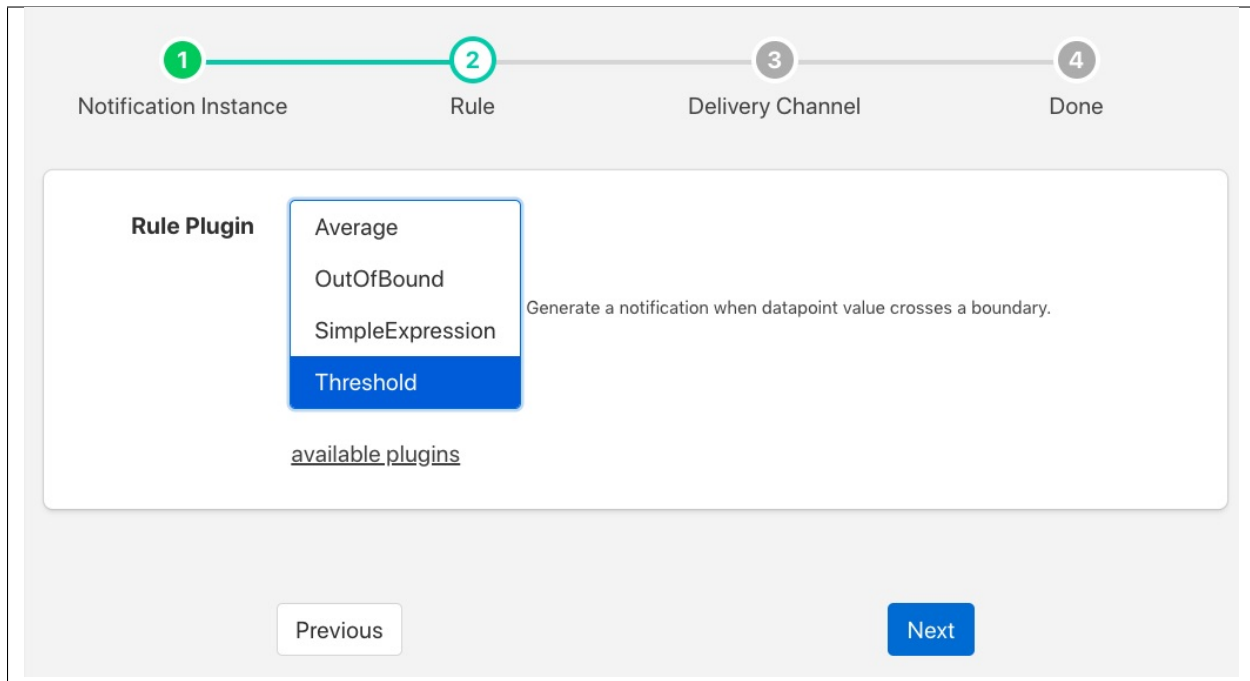 1 2 3 4
Notification Instance Rule Delivery Channel Done
Rule Plugin
Average
OutOfBound
SimpleExpression
Threshold
Generate a notification when datapoint value crosses a boundary.
available plugins
Previous Next